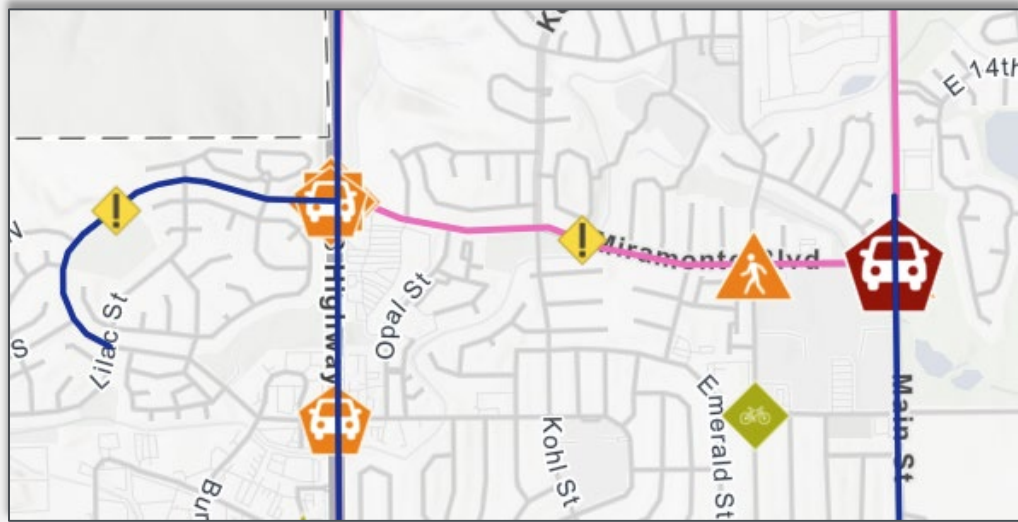 E 14th
Miramonte Blvd
Highway
Opal St
Lilac St
Emerald St
Kohl St
Main St